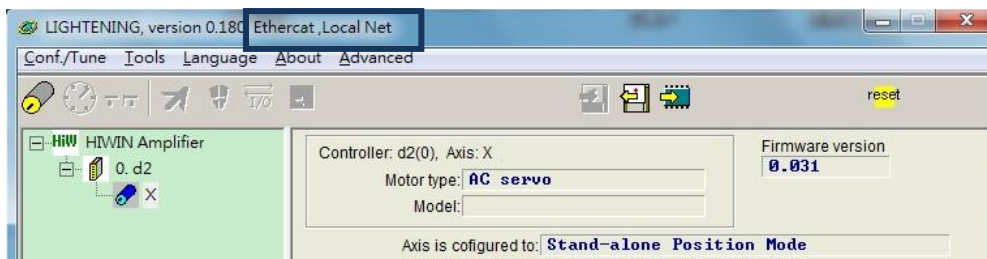 LIGHTENING, version 0.180 Ethercat ,Local Net
Conf./Tune Tools Language About Advanced
I/O
reset
HIWIN Amplifier
0. d2
X
Controller: d2(0), Axis: X
Motor type: AC servo
Model:
Firmware version
0.031
Axis is cofigured to: Stand-alone Position Mode